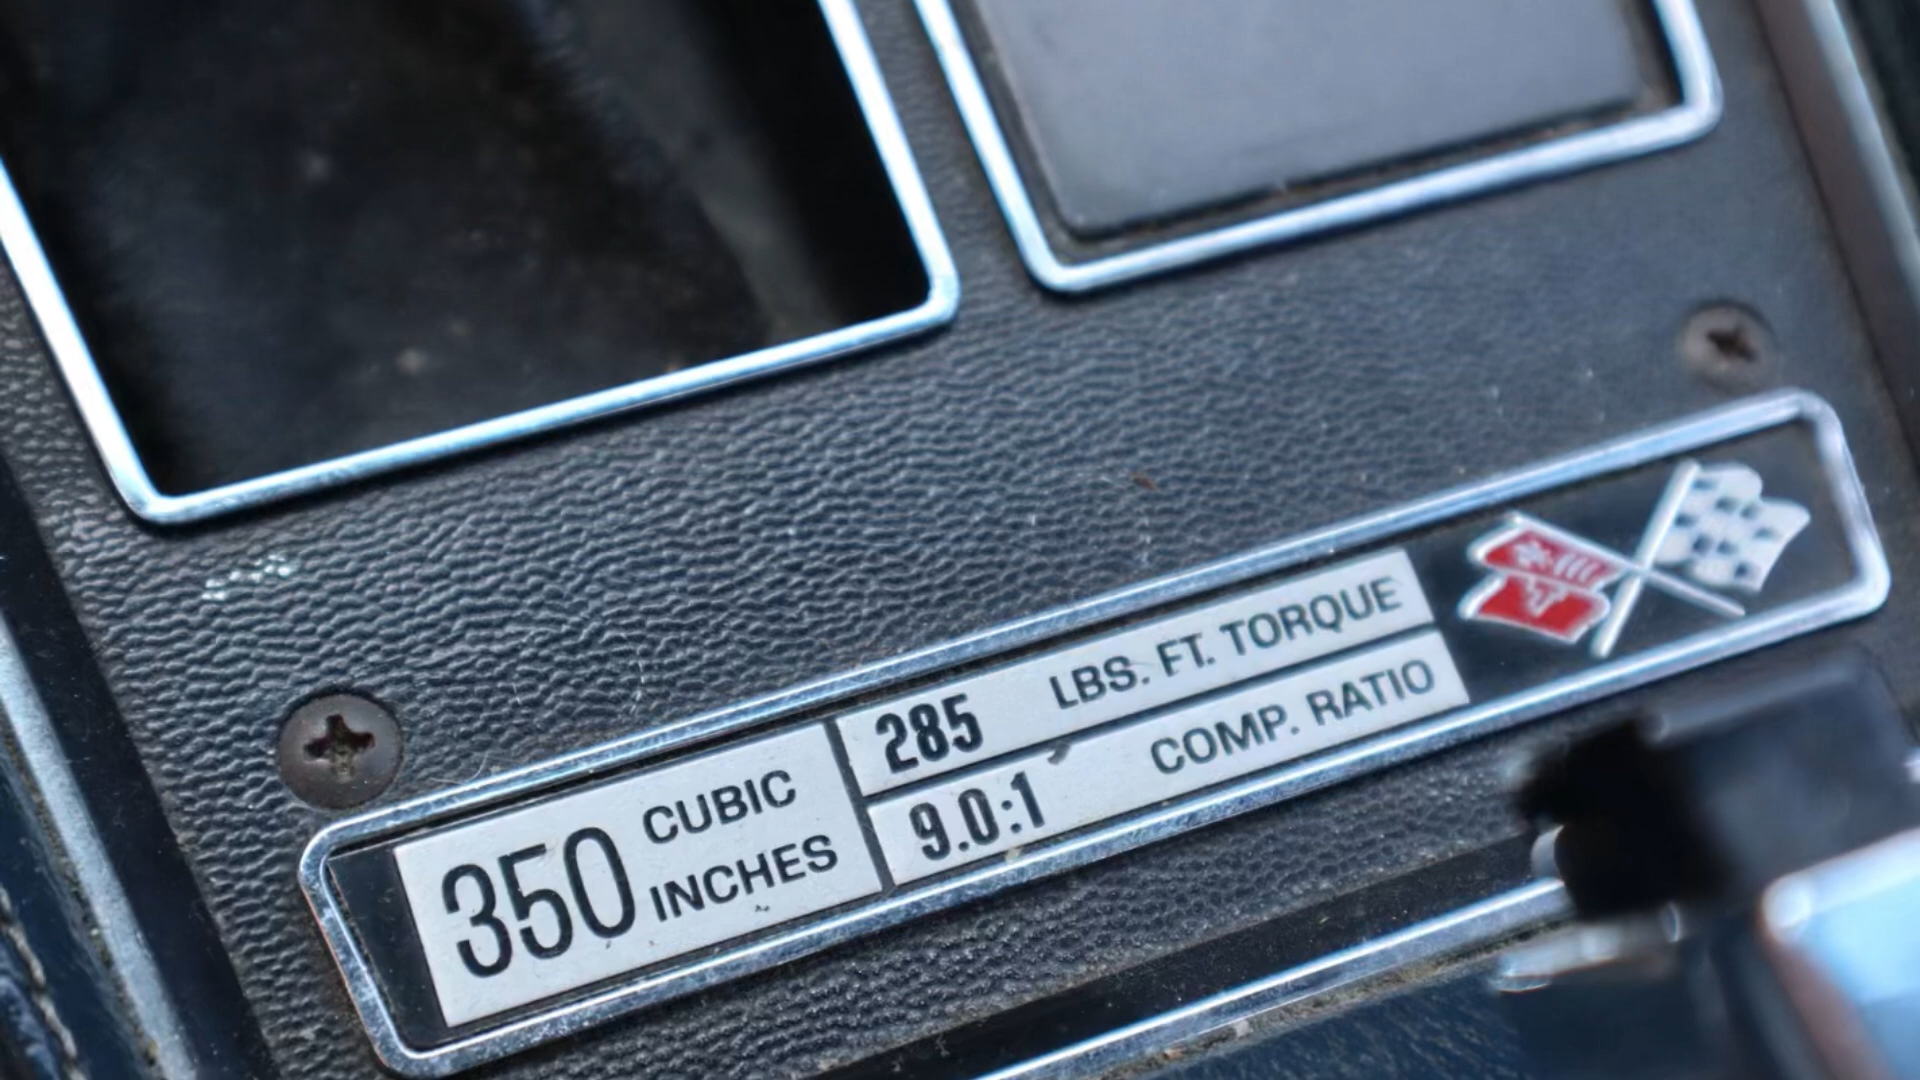 350 CUBIC INCHES
285 LBS. FT. TORQUE
9.0:1 COMP. RATIO